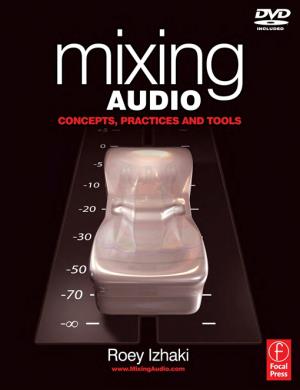 DVD
INCLUDED
mixing
AUDIO
CONCEPTS, PRACTICES AND TOOLS
+5
0
-5
-10
-20
-30
-50
-70
-∞
Roey Izhaki
www.MixingAudio.com
Focal
Press